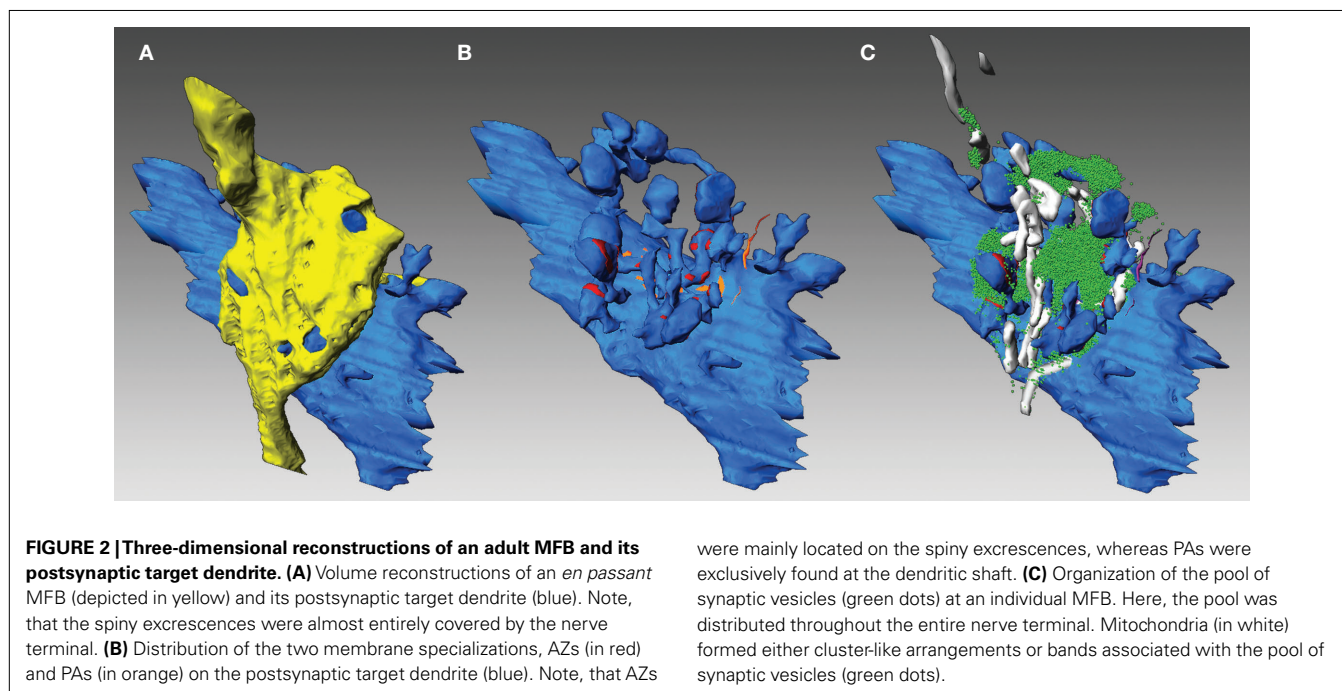 A
B
C
FIGURE 2 | Three-dimensional reconstructions of an adult MFB and its
postsynaptic target dendrite. (A) Volume reconstructions of an en passant
MFB (depicted in yellow) and its postsynaptic target dendrite (blue). Note,
that the spiny excrescences were almost entirely covered by the nerve
terminal. (B) Distribution of the two membrane specializations, AZs (in red)
and PAs (in orange) on the postsynaptic target dendrite (blue). Note, that AZs
were mainly located on the spiny excrescences, whereas PAs were
exclusively found at the dendritic shaft. (C) Organization of the pool of
synaptic vesicles (green dots) at an individual MFB. Here, the pool was
distributed throughout the entire nerve terminal. Mitochondria (in white)
formed either cluster-like arrangements or bands associated with the pool of
synaptic vesicles (green dots).